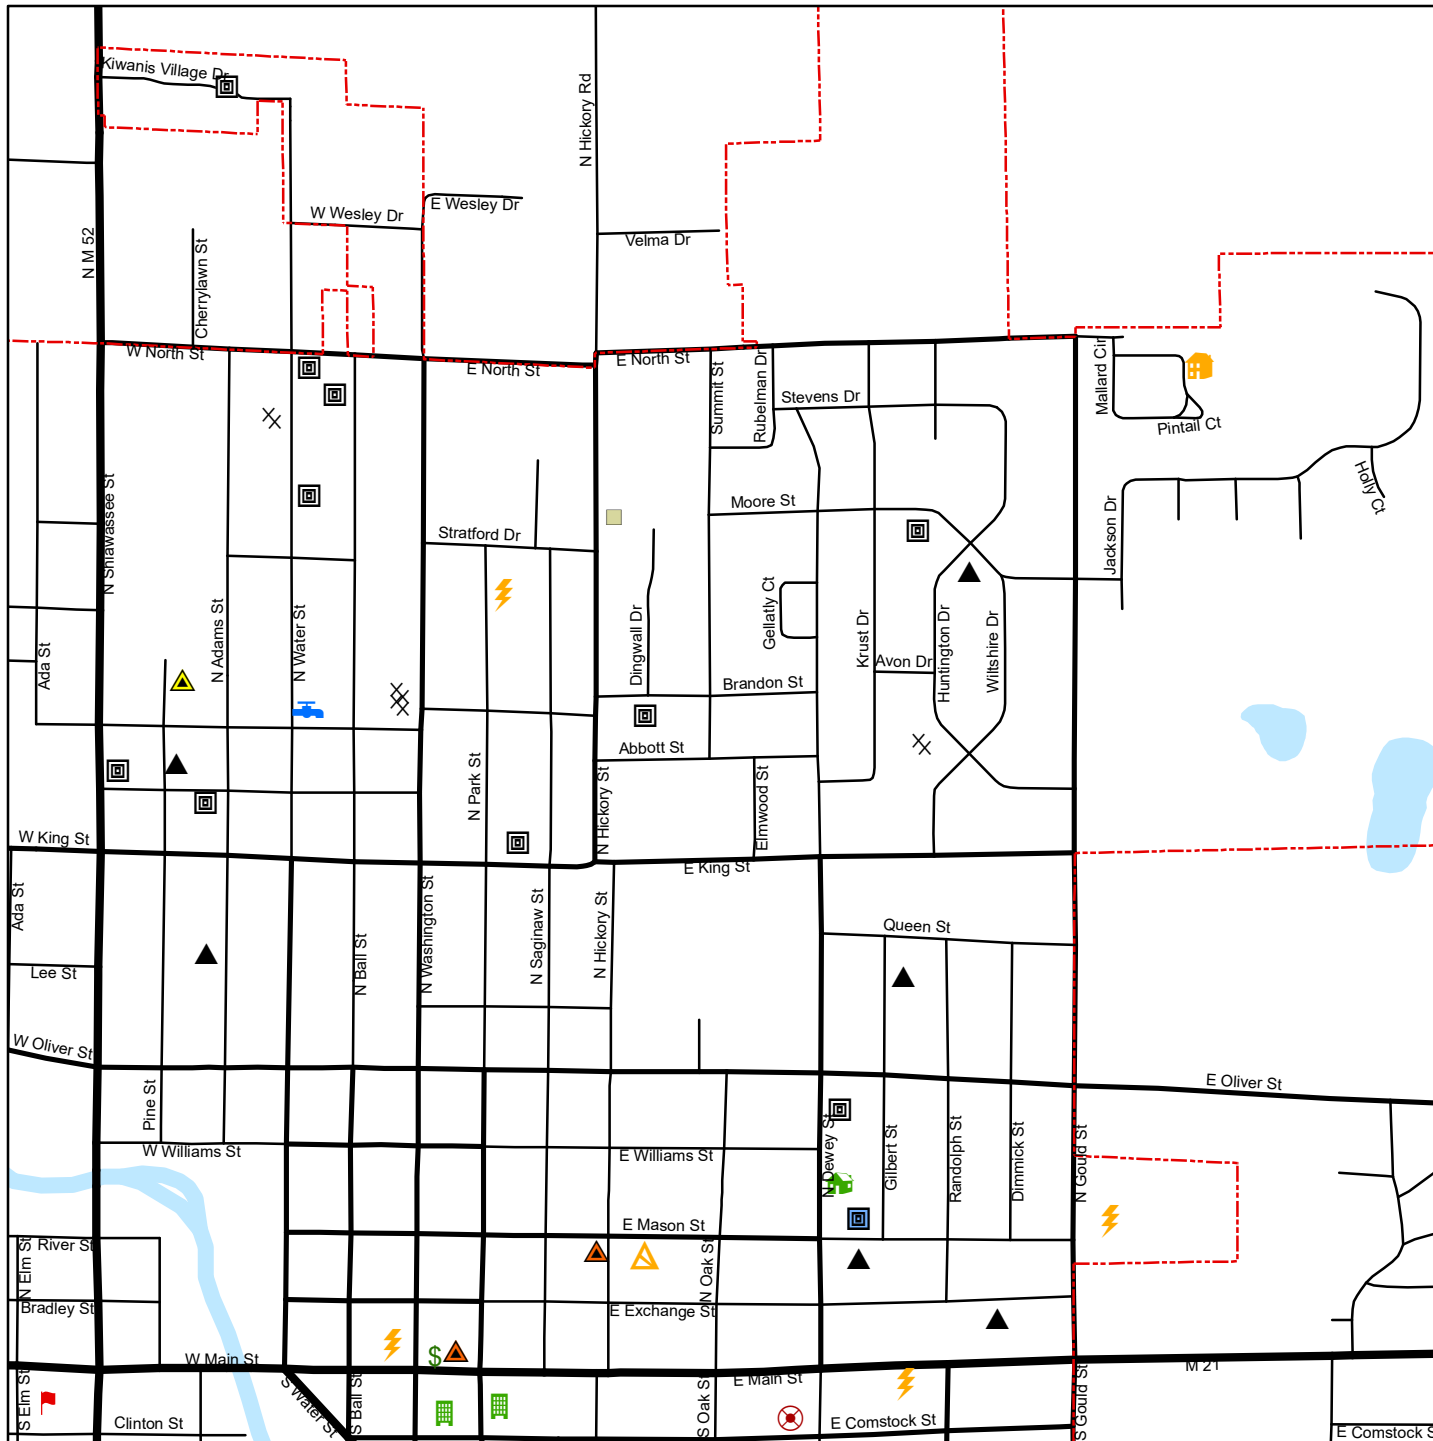 Kiwanis Village Dr
N Hickory Rd
W Wesley Dr
E Wesley Dr
Velma Dr
N M 52
Cherrylawn St
W North St
E North St
E North St
Summit St
Rubelman Dr
Stevens Dr
Mallard Cir
Pintail Ct
Holly Ct
N Shiawassee St
Stratford Dr
Moore St
Jackson Dr
Ada St
N Adams St
N Water St
Dingwall Dr
Gellatly Ct
Krust Dr
Avon Dr
Huntington Dr
Wiltshire Dr
Brandon St
Abbott St
N Park St
N Hickory St
Elmwood St
W King St
E King St
Ada St
Lee St
N Ball St
N Washington St
N Saginaw St
N Hickory St
Queen St
W Oliver St
E Oliver St
Pine St
W Williams St
E Williams St
N Dewey St
Gilbert St
Randolph St
Dimmick St
N Gould St
E Mason St
River St
N Elm St
N Oak St
Bradley St
E Exchange St
$
W Main St
E Main St
M 21
S Elm St
Clinton St
S Water St
S Ball St
S Oak St
E Comstock St
S Gould St
E Comstock S